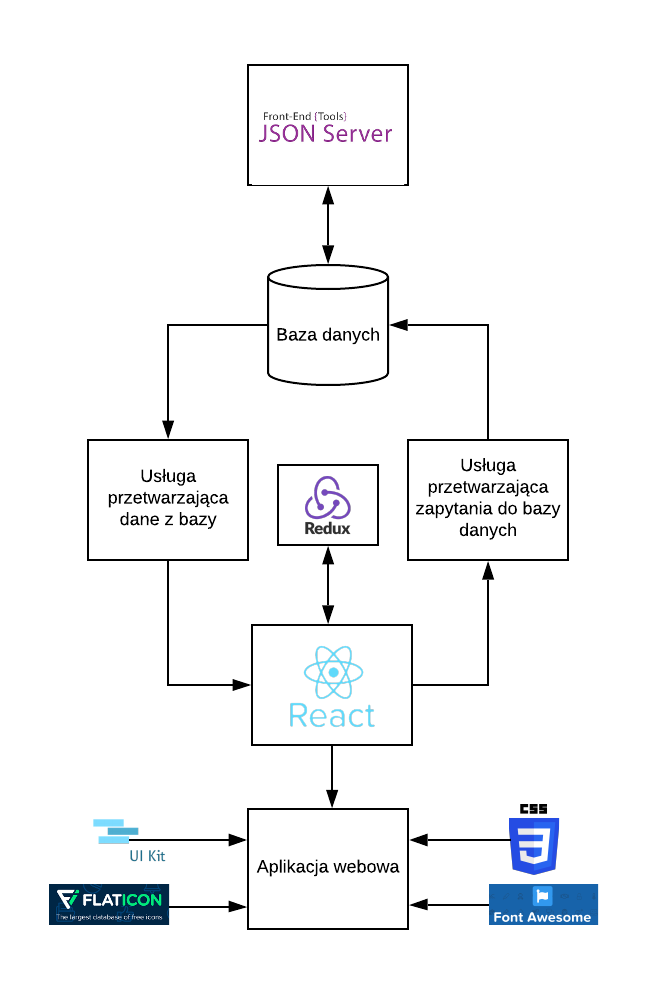 Front-End {Tools}
JSON Server
Baza danych
Usługa
przetwarzająca
dane z bazy
Redux
Usługa
przetwarzająca
zapytania do bazy
danych
React
UI Kit
FLATICON
The largest database of free icons
Aplikacja webowa
CSS
3
Font Awesome